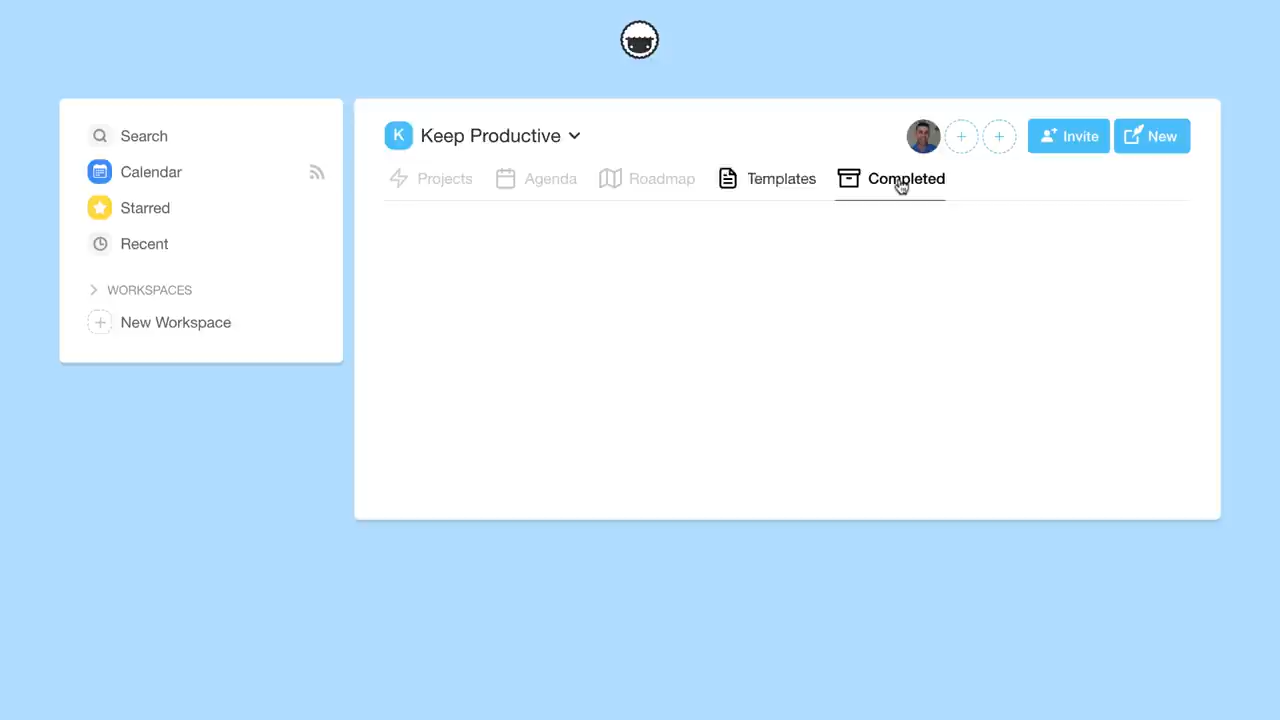 Search
Calendar
Starred
Recent
WORKSPACES
New Workspace
K Keep Productive
Invite
New
Projects
Agenda
Roadmap
Templates
Completed